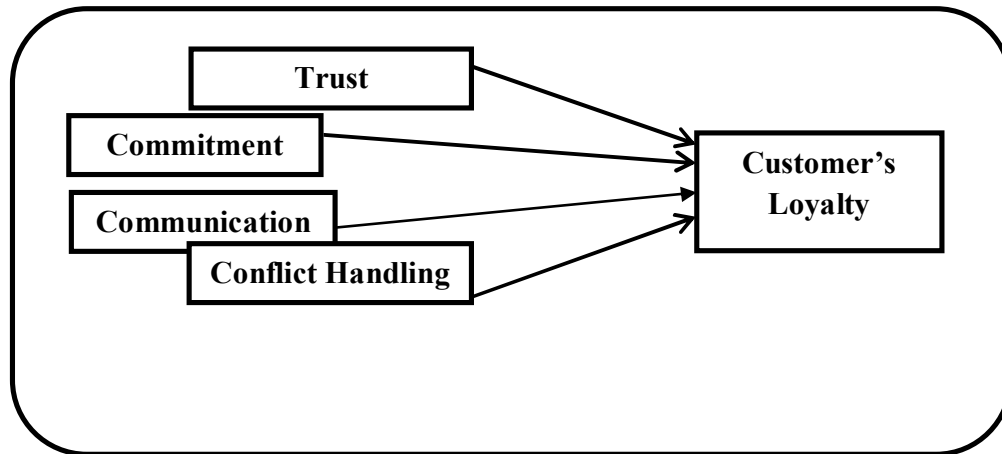 Trust
Commitment
Communication
Conflict Handling
Customer’s
Loyalty